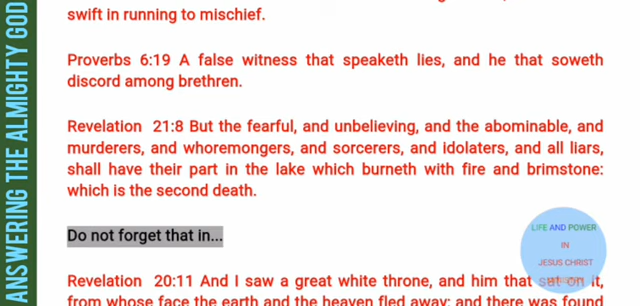 ANSWERING THE ALMIGHTY GOD
swift in running to mischief.
Proverbs 6:19 A false witness that speaketh lies, and he that soweth
discord among brethren.
Revelation 21:8 But the fearful, and unbelieving, and the abominable, and
murderers, and whoremongers, and sorcerers, and idolaters, and all liars,
shall have their part in the lake which burneth with fire and brimstone:
which is the second death.
Do not forget that in...
LIFE AND POWER
IN
JESUS CHRIST
Revelation 20:11 And I saw a great white throne, and him that sat on it,
from whose face the earth and the heaven fled away; and there was found